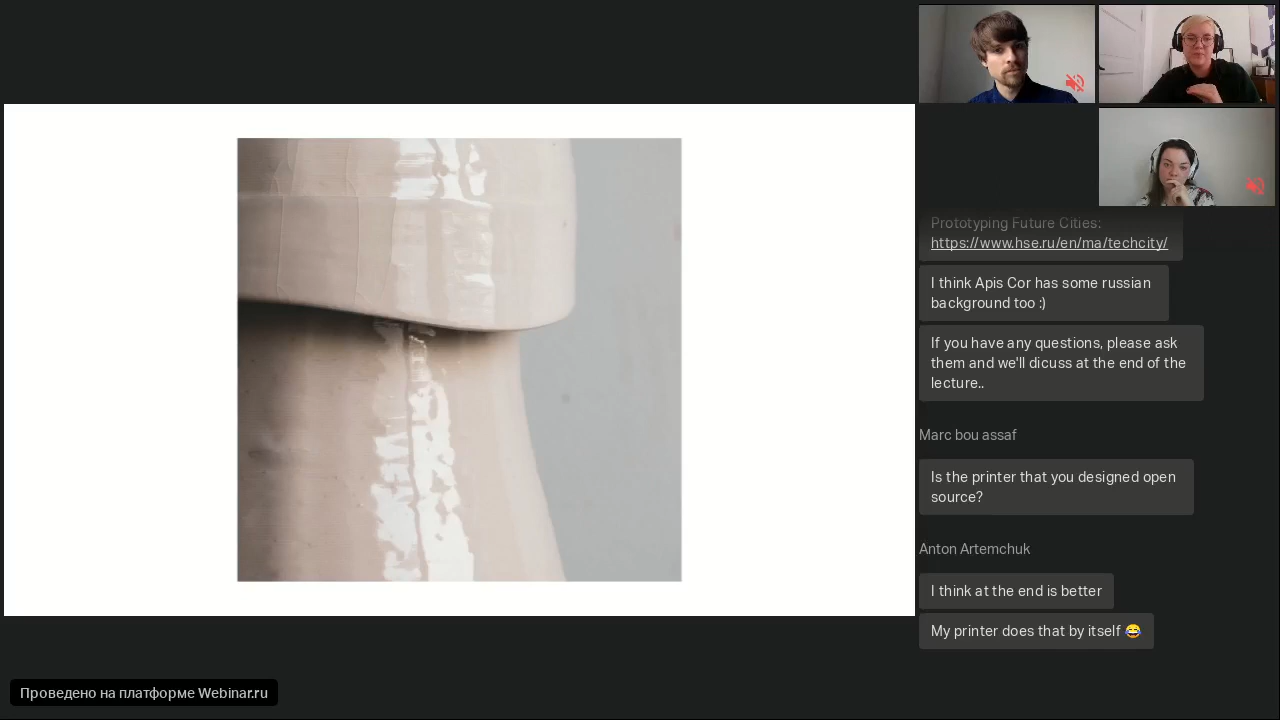 Prototyping Future Cities:
https://www.hse.ru/en/ma/techcity/
I think Apis Cor has some russian
background too :)
If you have any questions, please ask
them and we'll dicuss at the end of the
lecture..
Marc bou assaf
Is the printer that you designed open
source?
Anton Artemchuk
I think at the end is better
My printer does that by itself 😂
Проведено на платформе Webinar.ru